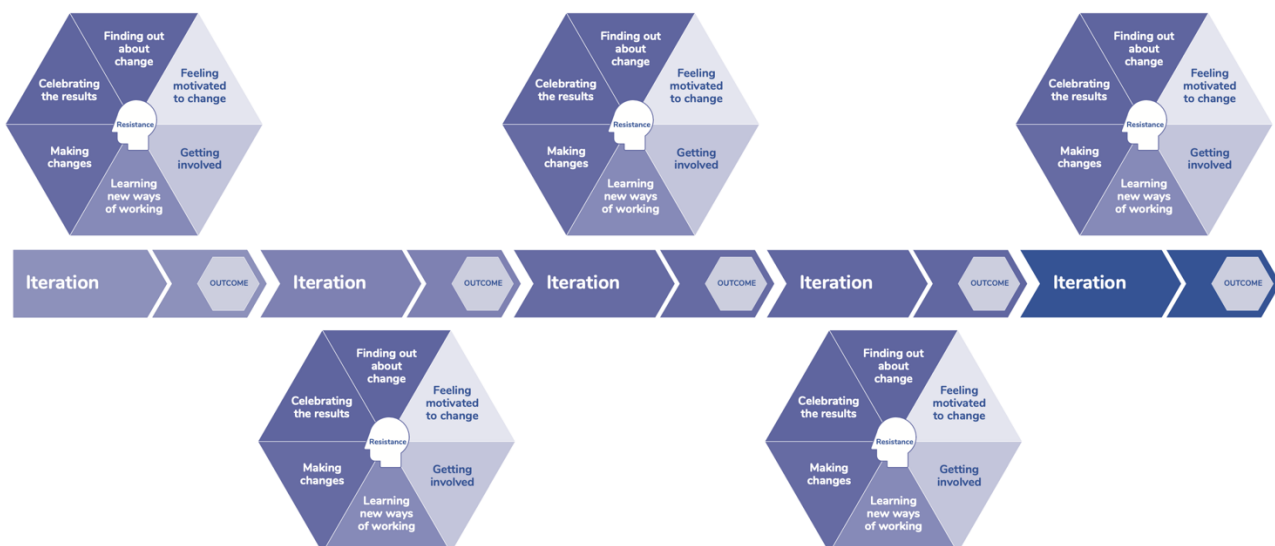 Finding out
about
change
Feeling
motivated
to change
Getting
involved
Learning
new ways
of working
Making
changes
Celebrating
the results
Resistance
Finding out
about
change
Feeling
motivated
to change
Getting
involved
Learning
new ways
of working
Making
changes
Celebrating
the results
Resistance
Finding out
about
change
Feeling
motivated
to change
Getting
involved
Learning
new ways
of working
Making
changes
Celebrating
the results
Resistance
Iteration
OUTCOME
Iteration
OUTCOME
Iteration
OUTCOME
Iteration
OUTCOME
Iteration
OUTCOME
Finding out
about
change
Feeling
motivated
to change
Getting
involved
Learning
new ways
of working
Making
changes
Celebrating
the results
Resistance
Finding out
about
change
Feeling
motivated
to change
Getting
involved
Learning
new ways
of working
Making
changes
Celebrating
the results
Resistance